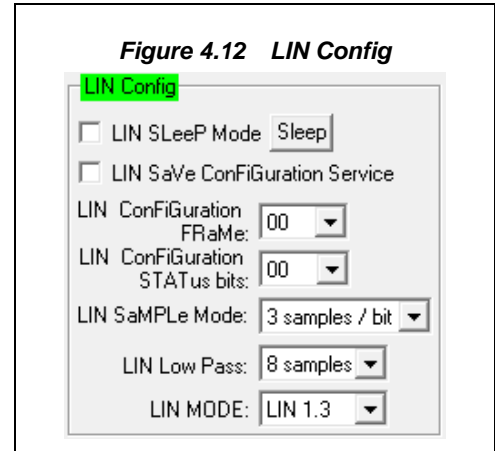 Figure 4.12 LIN Config
LIN Config
LIN SLeeP Mode Sleep
LIN SaVe ConFiGuration Service
LIN ConFiGuration
FRaMe: 00
LIN ConFiGuration
STATus bits: 00
LIN SaMPLe Mode: 3 samples / bit
LIN Low Pass: 8 samples
LIN MODE: LIN 1.3